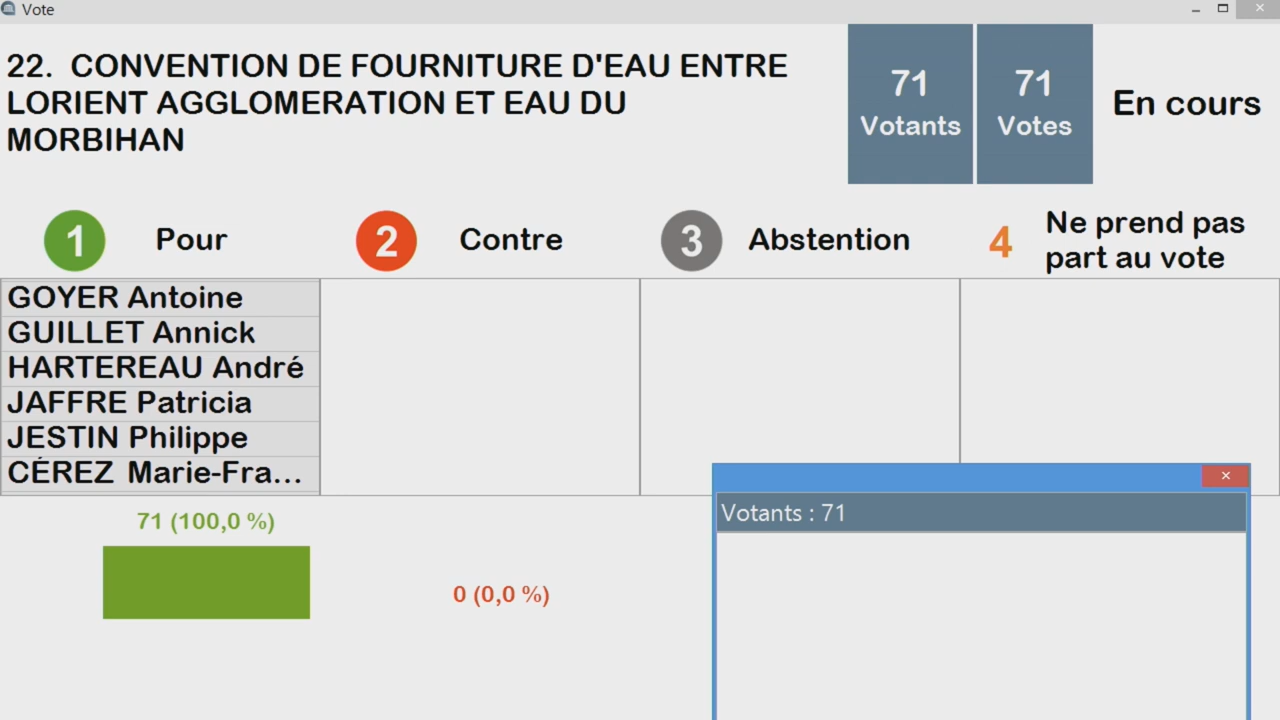 Vote
22. CONVENTION DE FOURNITURE D'EAU ENTRE
LORIENT AGGLOMERATION ET EAU DU
MORBIHAN
71
Votants
71
Votes
En cours
1 Pour
2 Contre
3 Abstention
4 Ne prend pas
part au vote
GOYER Antoine
GUILLET Annick
HARTEREAU André
JAFFRE Patricia
JESTIN Philippe
CÉREZ Marie-Fra...
71 (100,0 %)
0 (0,0 %)
Votants : 71